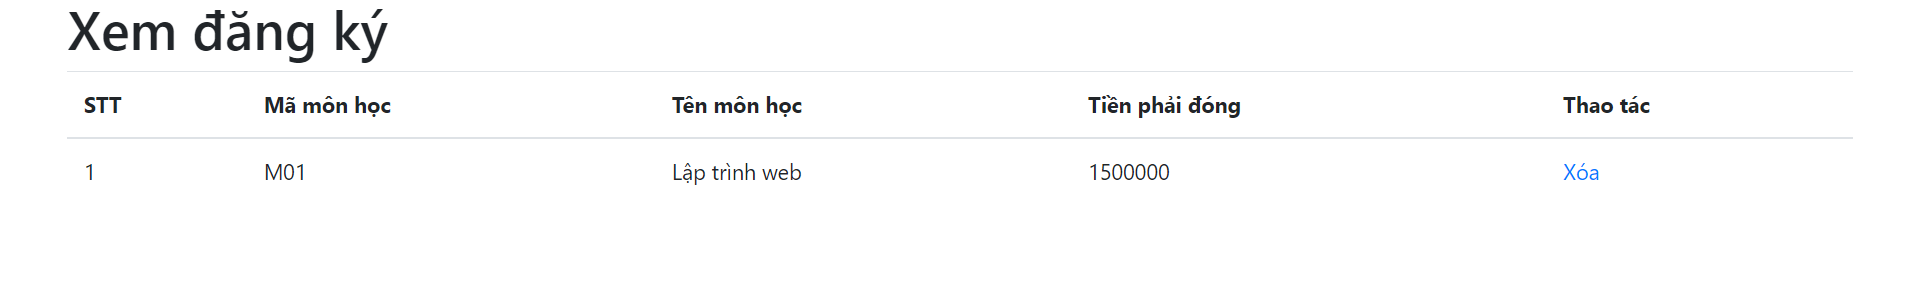 Xem đăng ký
STT Mã môn học Tên môn học Tiền phải đóng Thao tác
1 M01 Lập trình web 1500000 Xóa